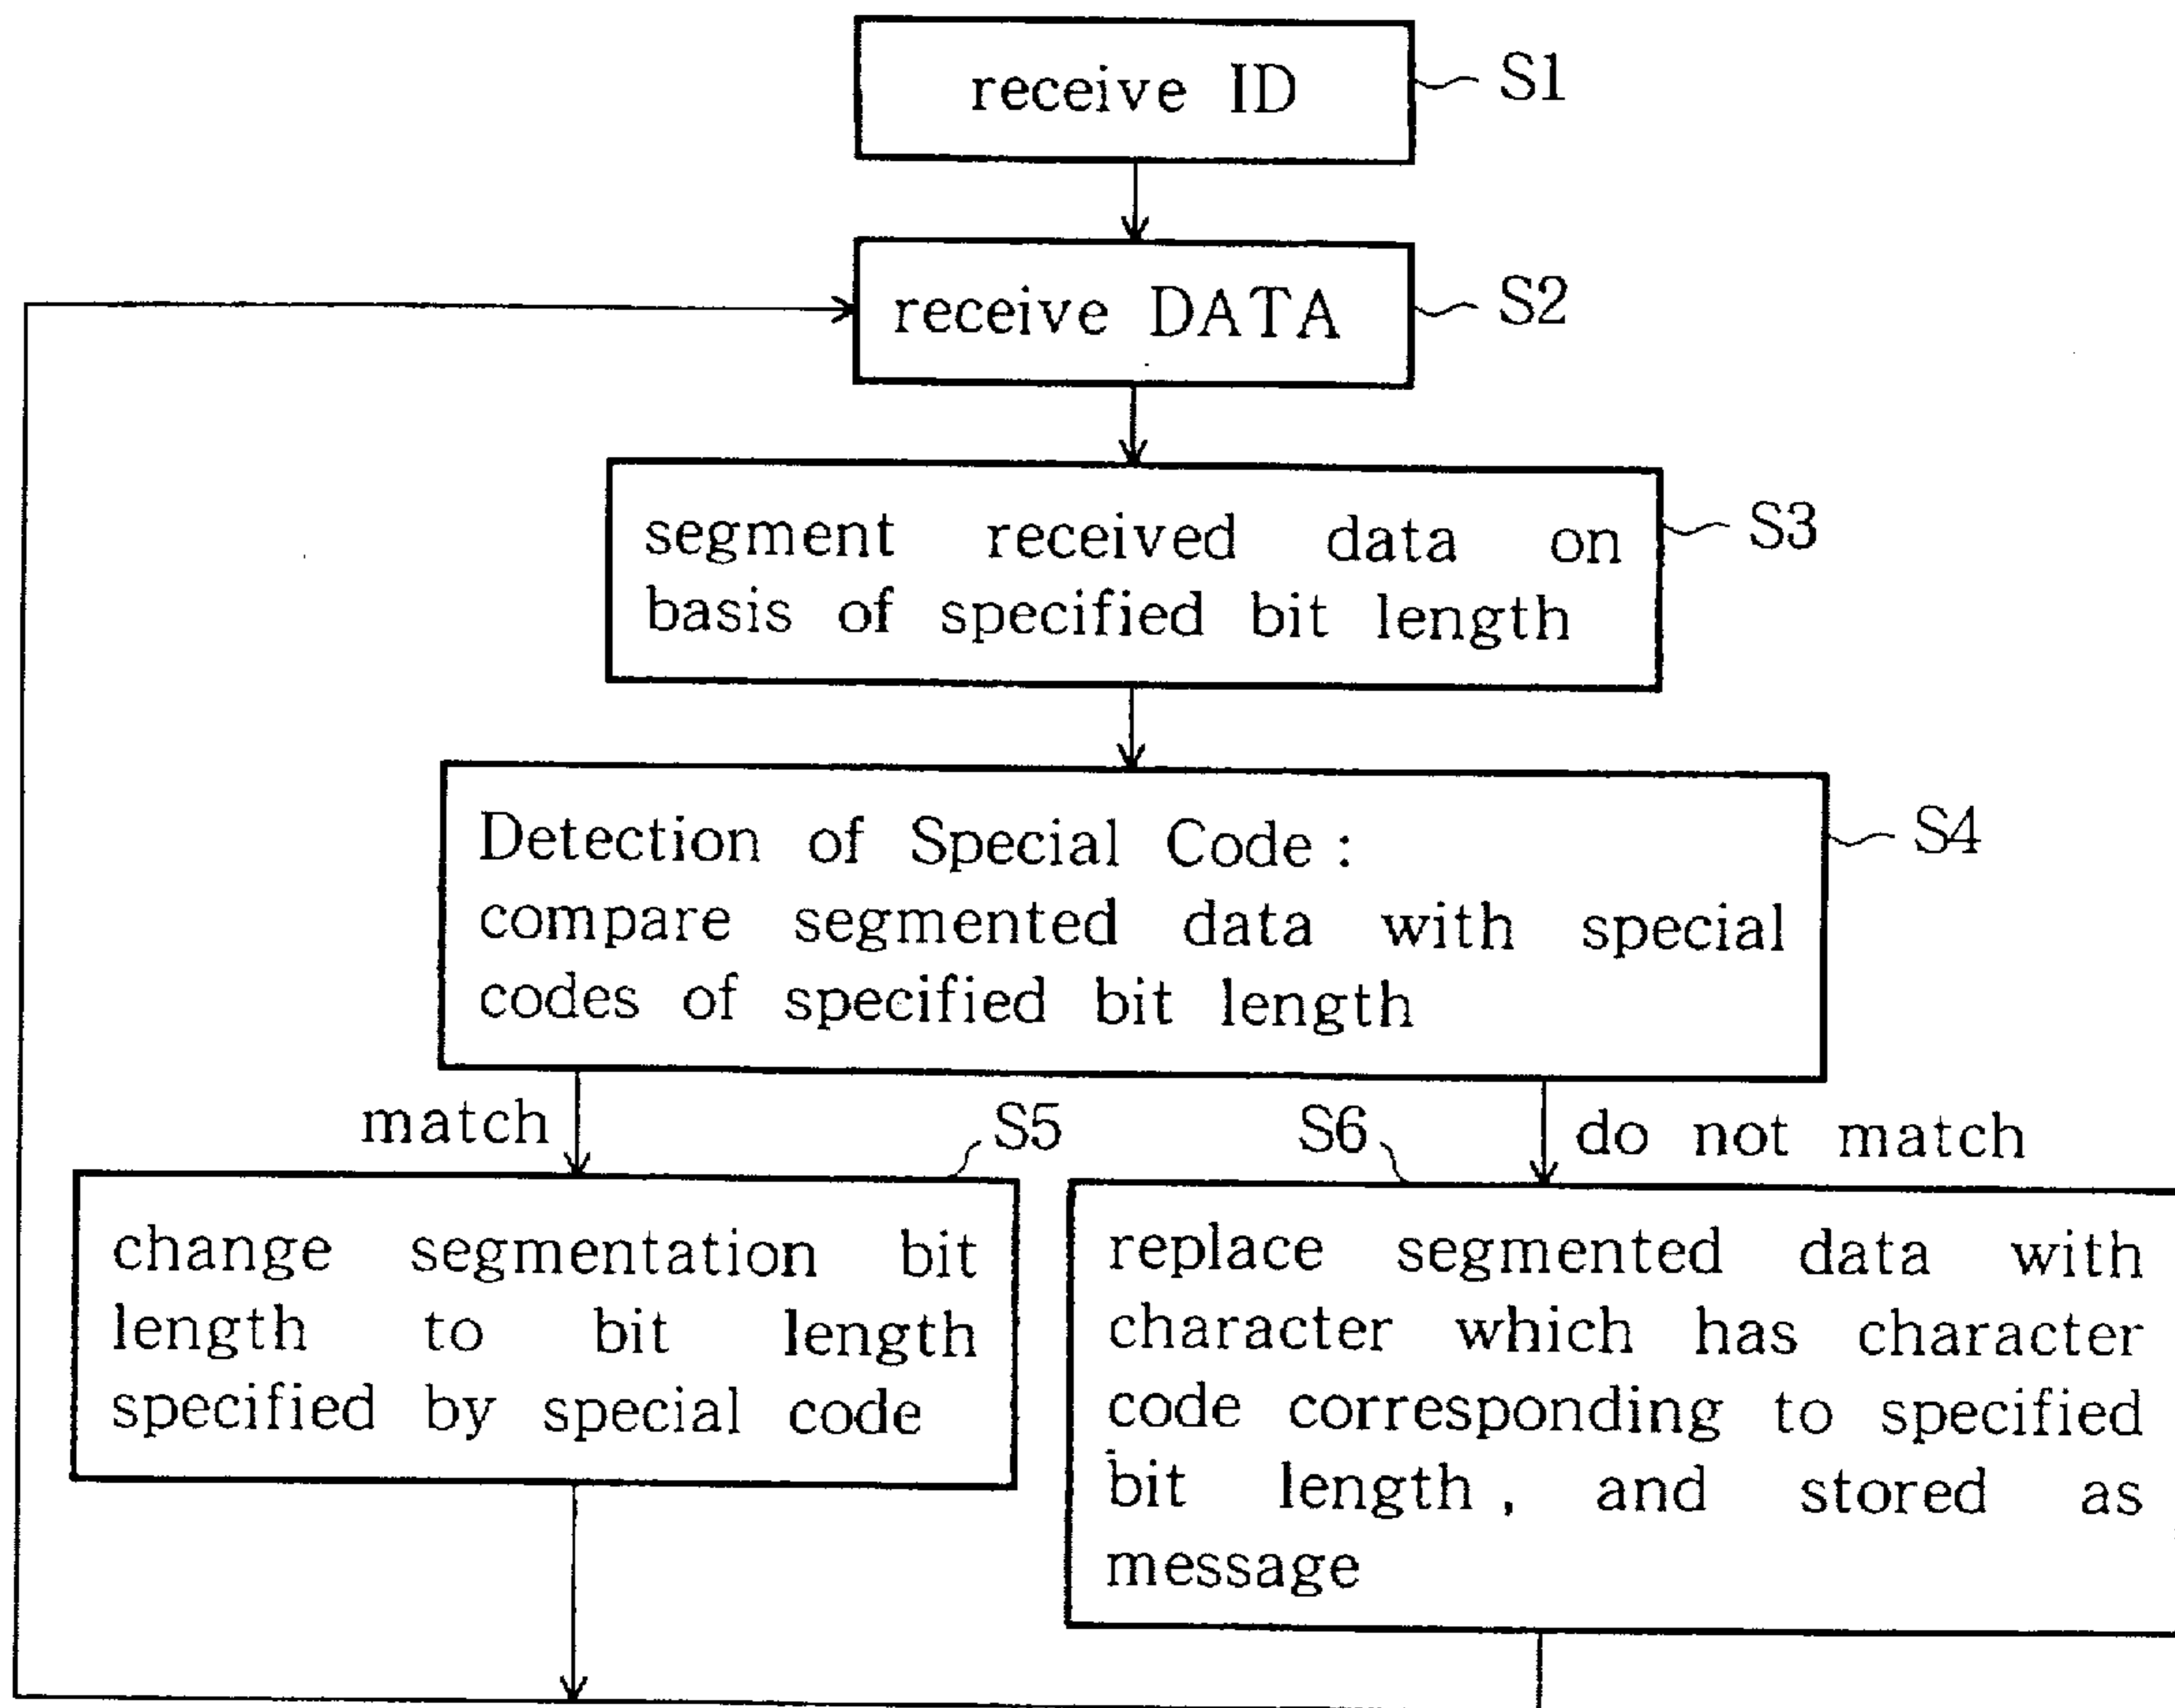 receive ID
S1
receive DATA
S2
segment received data on
basis of specified bit length
S3
Detection of Special Code :
compare segmented data with special
codes of specified bit length
S4
match
S5
S6
do not match
change segmentation bit
length to bit length
specified by special code
replace segmented data with
character which has character
code corresponding to specified
bit length , and stored as
message